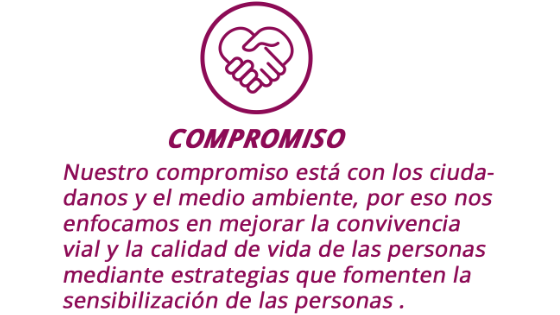 COMPROMISO
Nuestro compromiso está con los ciuda-
danos y el medio ambiente, por eso nos
enfocamos en mejorar la convivencia
vial y la calidad de vida de las personas
mediante estrategias que fomenten la
sensibilización de las personas .